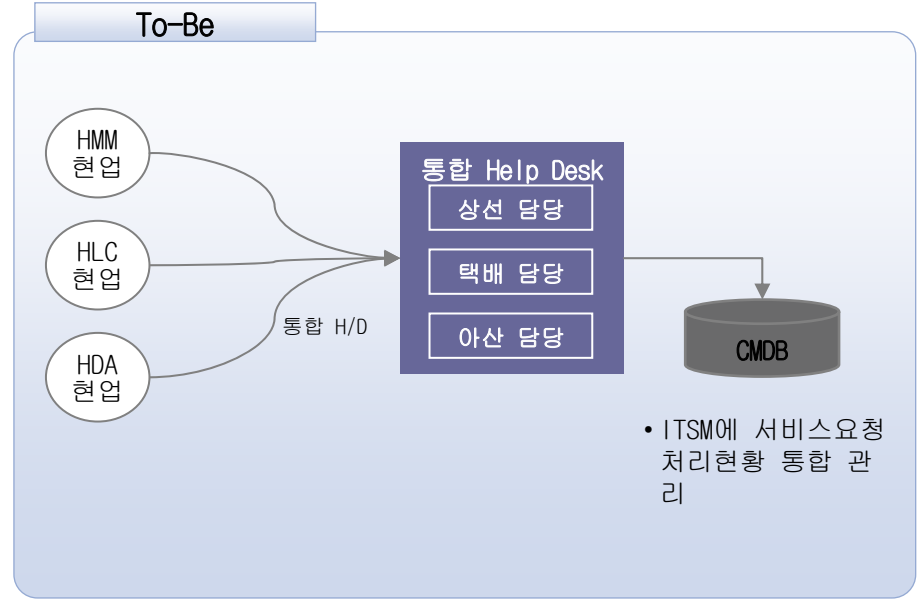 To-Be
HMM
현업
HLC
현업
HDA
현업
통합 H/D
통합 Help Desk
상선 담당
택배 담당
아산 담당
CMDB
• ITSM에 서비스요청
처리현황 통합 관
리